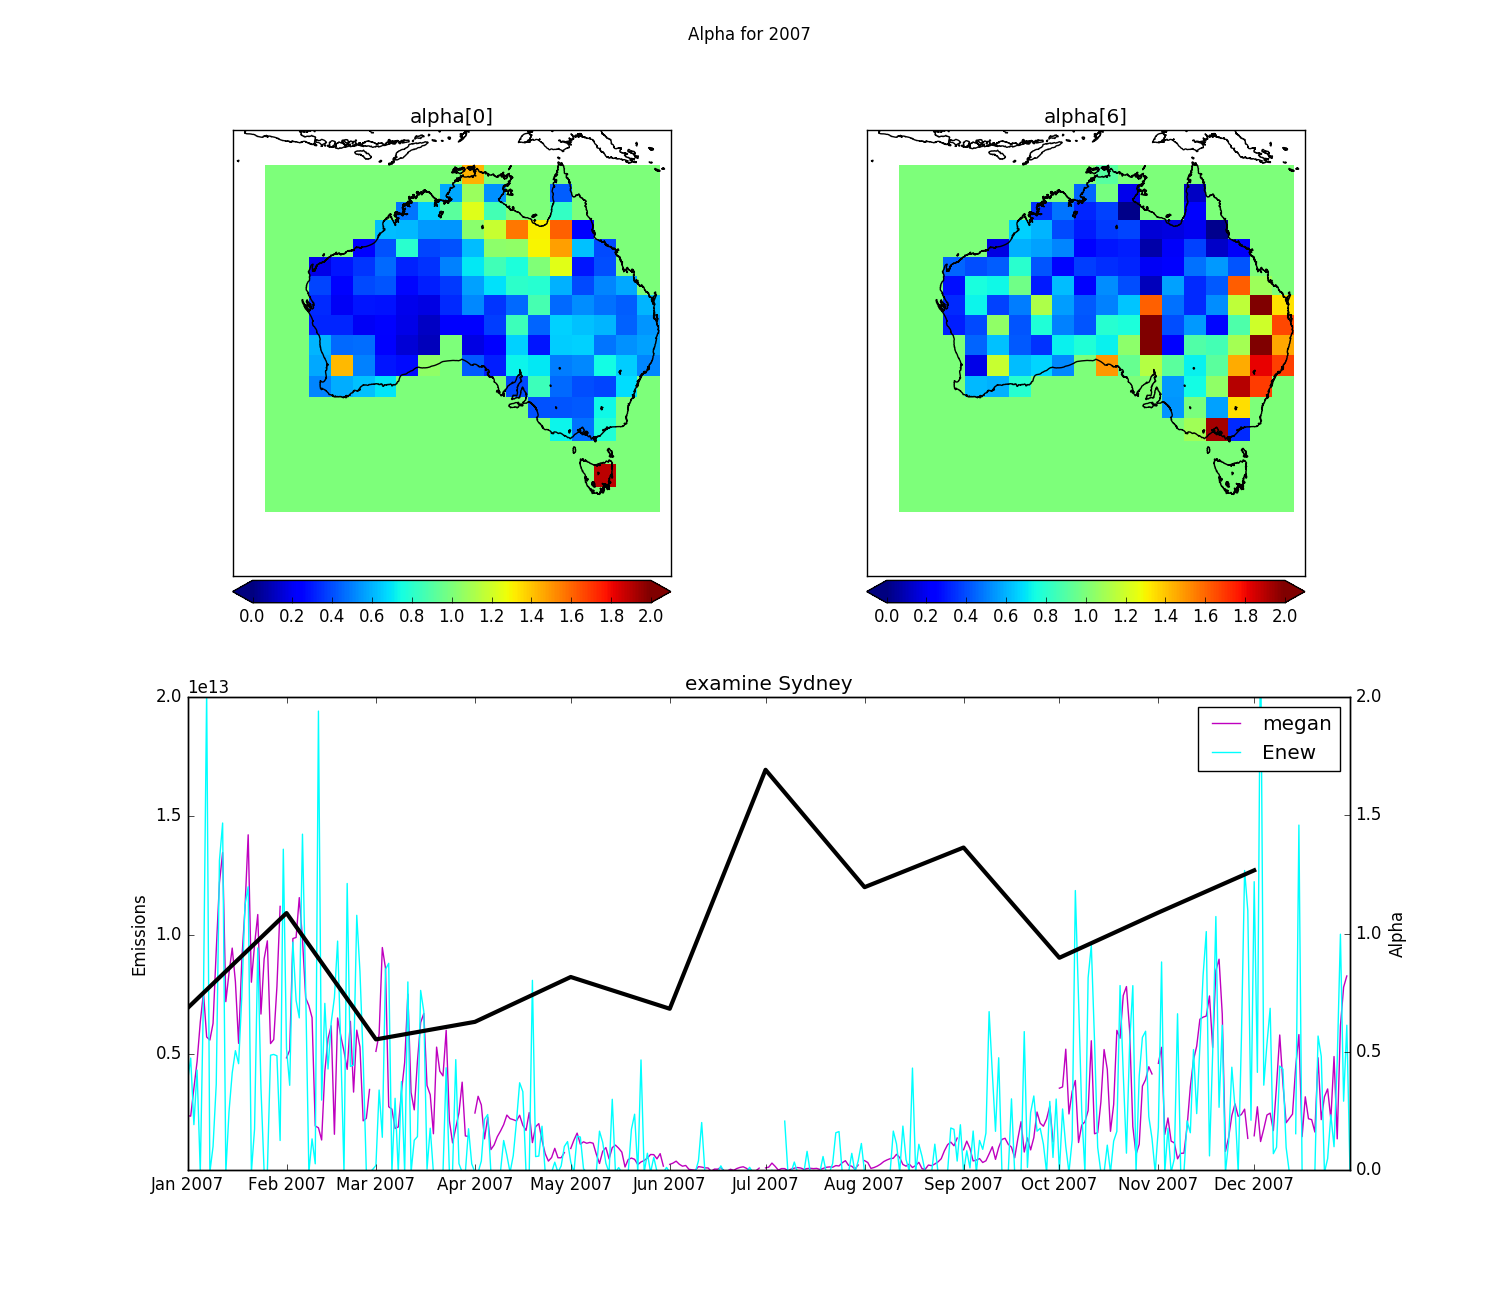 Alpha for 2007
alpha[0]
alpha[6]
0.0 0.2 0.4 0.6 0.8 1.0 1.2 1.4 1.6 1.8 2.0
0.0 0.2 0.4 0.6 0.8 1.0 1.2 1.4 1.6 1.8 2.0
examine Sydney
1e13
2.0
1.5
1.0
0.5
Emissions
megan
Enew
2.0
1.5
1.0
0.5
0.0
Alpha
Jan 2007 Feb 2007 Mar 2007 Apr 2007 May 2007 Jun 2007 Jul 2007 Aug 2007 Sep 2007 Oct 2007 Nov 2007 Dec 2007